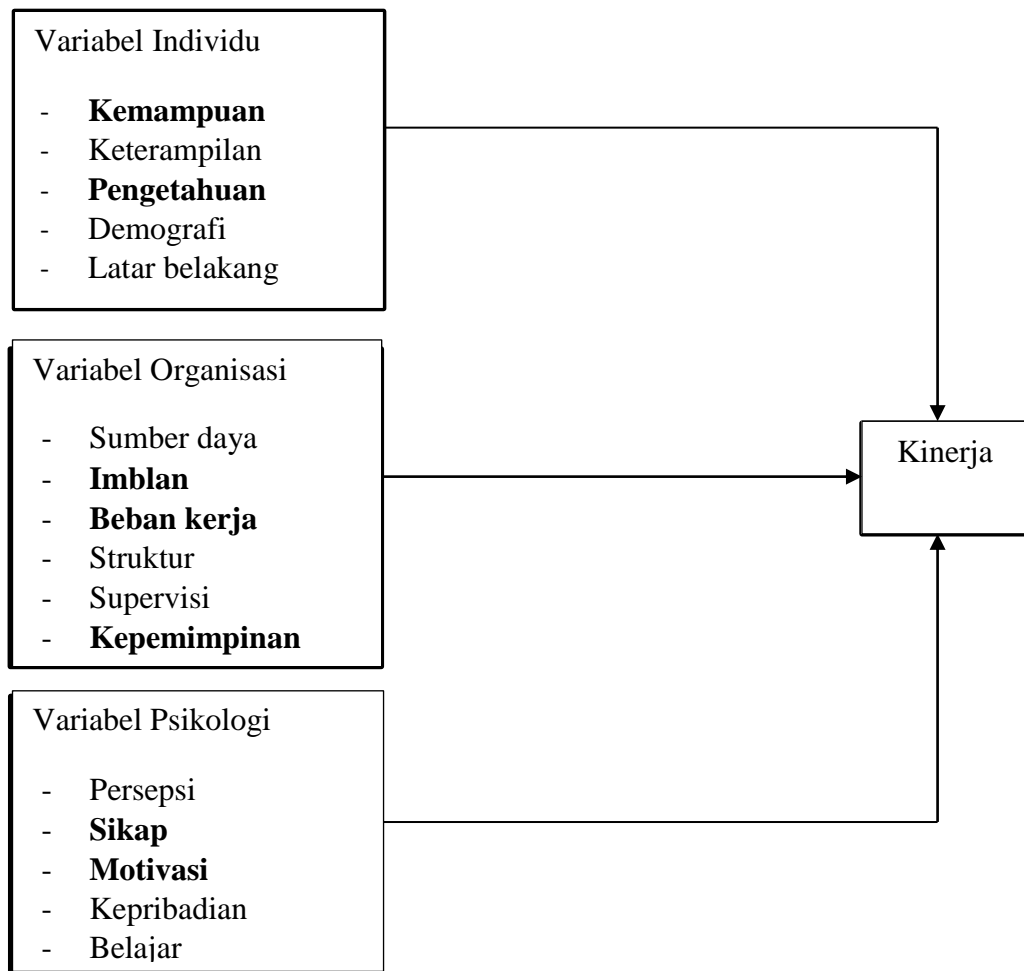 Variabel Individu
- Kemampuan
- Keterampilan
- Pengetahuan
- Demografi
- Latar belakang
Variabel Organisasi
- Sumber daya
- Imblan
- Beban kerja
- Struktur
- Supervisi
- Kepemimpinan
Variabel Psikologi
- Persepsi
- Sikap
- Motivasi
- Kepribadian
- Belajar
Kinerja